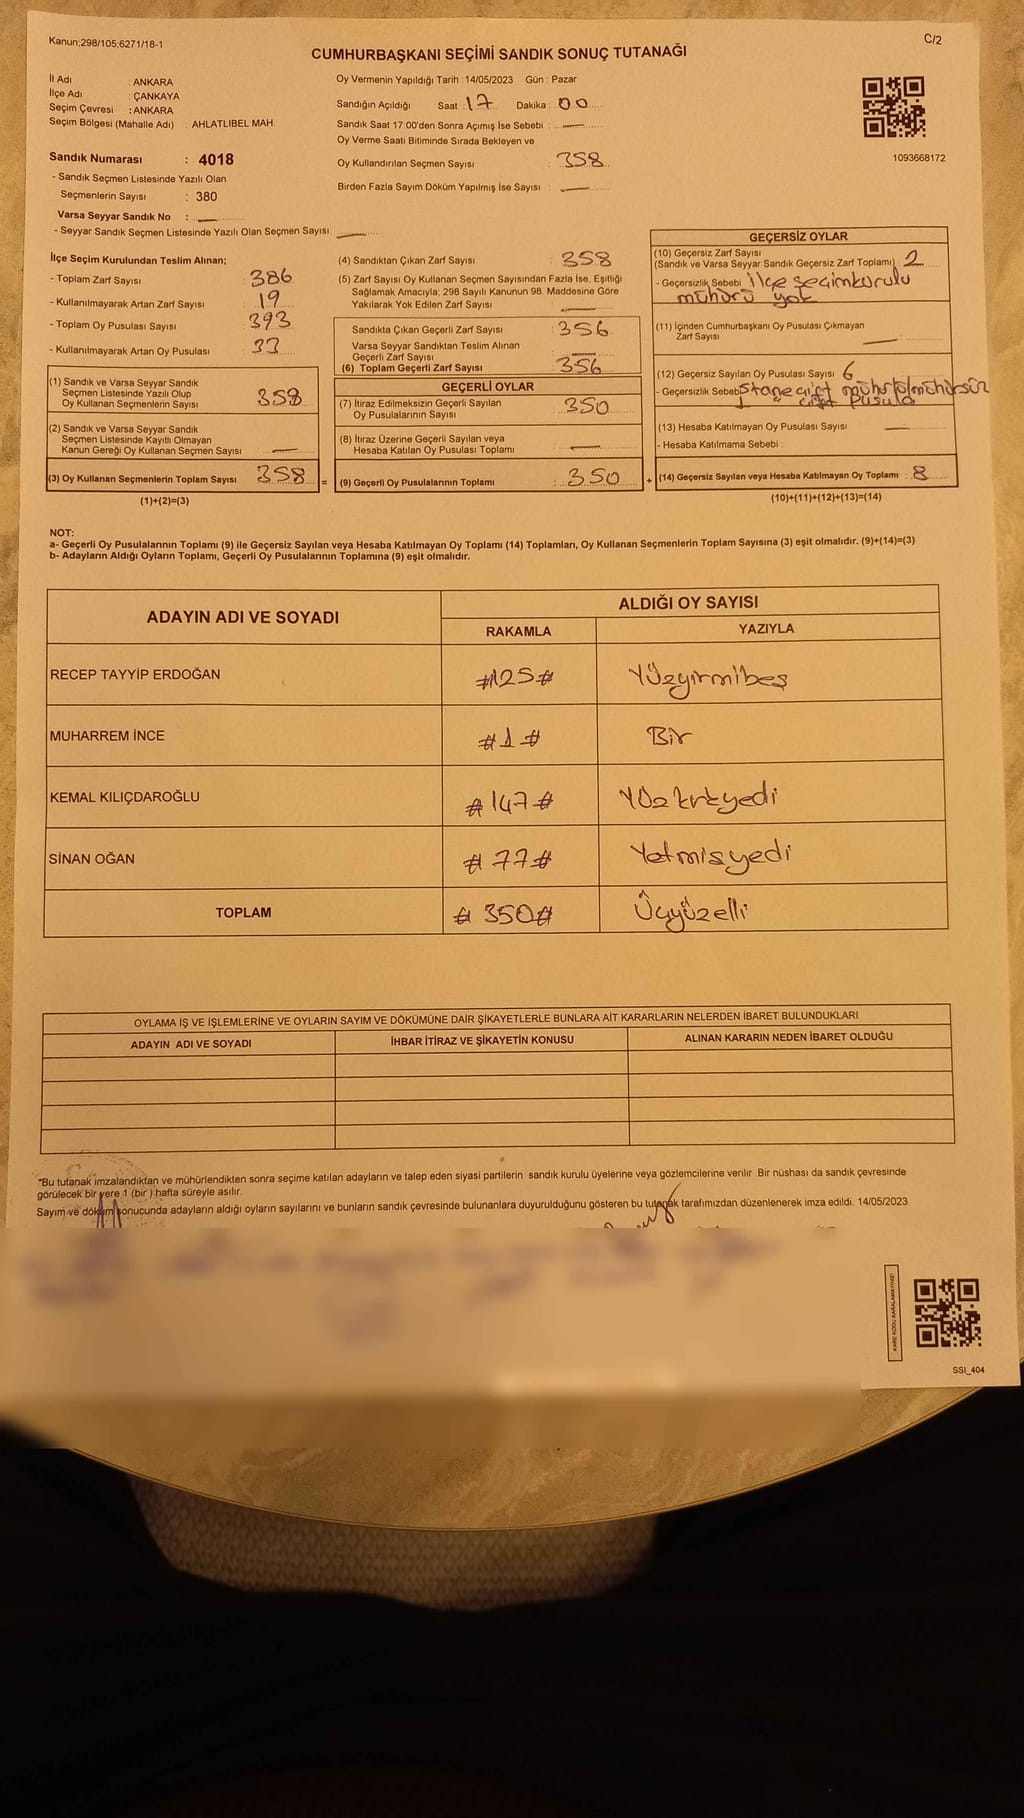 Kanun;298/105;6271/18-1
C/2
CUMHURBAŞKANI SEÇİMİ SANDIK SONUÇ TUTANAĞI
İl Adı : ANKARA
İlçe Adı : ÇANKAYA
Seçim Çevresi : ANKARA
Seçim Bölgesi (Mahalle Adı) : AHLATLIBEL MAH.
Sandık Numarası : 4018
- Sandık Seçmen Listesinde Yazılı Olan
Seçmenlerin Sayısı : 380
Varsa Seyyar Sandık No :
- Seyyar Sandık Seçmen Listesinde Yazılı Olan Seçmen Sayısı:
Oy Vermenin Yapıldığı Tarih : 14/05/2023 Gün : Pazar
Sandığın Açıldığı Saat : 17 Dakika : 00
Sandık Saat 17:00'den Sonra Açımış İse Sebebi :
Oy Verme Saati Bitiminde Sırada Bekleyen ve
Oy Kullandırılan Seçmen Sayısı : 358
Birden Fazla Sayım Döküm Yapılmış İse Sayısı :
1093668172
İlçe Seçim Kurulundan Teslim Alınan;
- Toplam Zarf Sayısı 386
- Kullanılmayarak Artan Zarf Sayısı 19
- Toplam Oy Pusulası Sayısı 393
- Kullanılmayarak Artan Oy Pusulası 33
(1) Sandık ve Varsa Seyyar Sandık
Seçmen Listesinde Yazılı Olup
Oy Kullanan Seçmenlerin Sayısı 358
(2) Sandık ve Varsa Seyyar Sandık
Seçmen Listesinde Kayıtlı Olmayan
Kanun Gereği Oy Kullanan Seçmen Sayısı
(3) Oy Kullanan Seçmenlerin Toplam Sayısı 358 =
(1)+(2)=(3)
(4) Sandıktan Çıkan Zarf Sayısı : 358
(5) Zarf Sayısı Oy Kullanan Seçmen Sayısından Fazla İse, Eşitliği
Sağlamak Amacıyla; 298 Sayılı Kanunun 98. Maddesine Göre
Yakılarak Yok Edilen Zarf Sayısı
Sandıkta Çıkan Geçerli Zarf Sayısı : 356
Varsa Seyyar Sandıktan Teslim Alınan
Geçerli Zarf Sayısı
(6) Toplam Geçerli Zarf Sayısı : 356
GEÇERLİ OYLAR
(7) İtiraz Edilmeksizin Geçerli Sayılan
Oy Pusulalarının Sayısı : 350
(8) İtiraz Üzerine Geçerli Sayılan veya
Hesaba Katılan Oy Pusulası Toplamı :
(9) Geçerli Oy Pusulalarının Toplamı : 350 +
GEÇERSİZ OYLAR
(10) Geçersiz Zarf Sayısı
(Sandık ve Varsa Seyyar Sandık Geçersiz Zarf Toplamı) 2
- Geçersizlik Sebebi İlçe seçim kurulu
mührü yok
(11) İçinden Cumhurbaşkanı Oy Pusulası Çıkmayan
Zarf Sayısı
(12) Geçersiz Sayılan Oy Pusulası Sayısı 6
- Geçersizlik Sebebi 5 tane çift mühür
çift pusula
(13) Hesaba Katılmayan Oy Pusulası Sayısı
- Hesaba Katılmama Sebebi :
(14) Geçersiz Sayılan veya Hesaba Katılmayan Oy Toplamı : 8
(10)+(11)+(12)+(13)=(14)
NOT:
a- Geçerli Oy Pusulalarının Toplamı (9) ile Geçersiz Sayılan veya Hesaba Katılmayan Oy Toplamı (14) Toplamları, Oy Kullanan Seçmenlerin Toplam Sayısına (3) eşit olmalıdır. (9)+(14)=(3)
b- Adayların Aldığı Oyların Toplamı, Geçerli Oy Pusulalarının Toplamına (9) eşit olmalıdır.
ADAYIN ADI VE SOYADI
ALDIĞI OY SAYISI
RAKAMLA YAZIYLA
RECEP TAYYİP ERDOĞAN #125# Yüzyirmibeş
MUHARREM İNCE #1# Bir
KEMAL KILIÇDAROĞLU #147# Yüzkırkyedi
SİNAN OĞAN #77# Yetmişyedi
TOPLAM #350# Üçyüzelli
OYLAMA İŞ VE İŞLEMLERİNE VE OYLARIN SAYIM VE DÖKÜMÜNE DAİR ŞİKAYETLERLE BUNLARA AİT KARARLARIN NELERDEN İBARET BULUNDUKLARI
ADAYIN ADI VE SOYADI İHBAR İTİRAZ VE ŞİKAYETİN KONUSU ALINAN KARARIN NEDEN İBARET OLDUĞU
*Bu tutanak imzalandıktan ve mühürlendikten sonra seçime katılan adayların ve talep eden siyasi partilerin sandık kurulu üyelerine veya gözlemcilerine verilir. Bir nüshası da sandık çevresinde
görülecek bir yere 1 (bir) hafta süreyle asılır.
Sayım ve döküm sonucunda adayların aldığı oyların sayılarını ve bunların sandık çevresinde bulunanlara duyurulduğunu gösteren bu tutanak tarafımızdan düzenlenerek imza edildi. 14/05/2023
KARE KODU KARALAMAYINIZ!
SSI_404